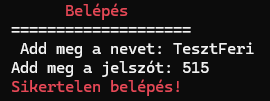 Belépés
====================
Add meg a nevet: TesztFeri
Add meg a jelszót: 515
Sikertelen belépés!